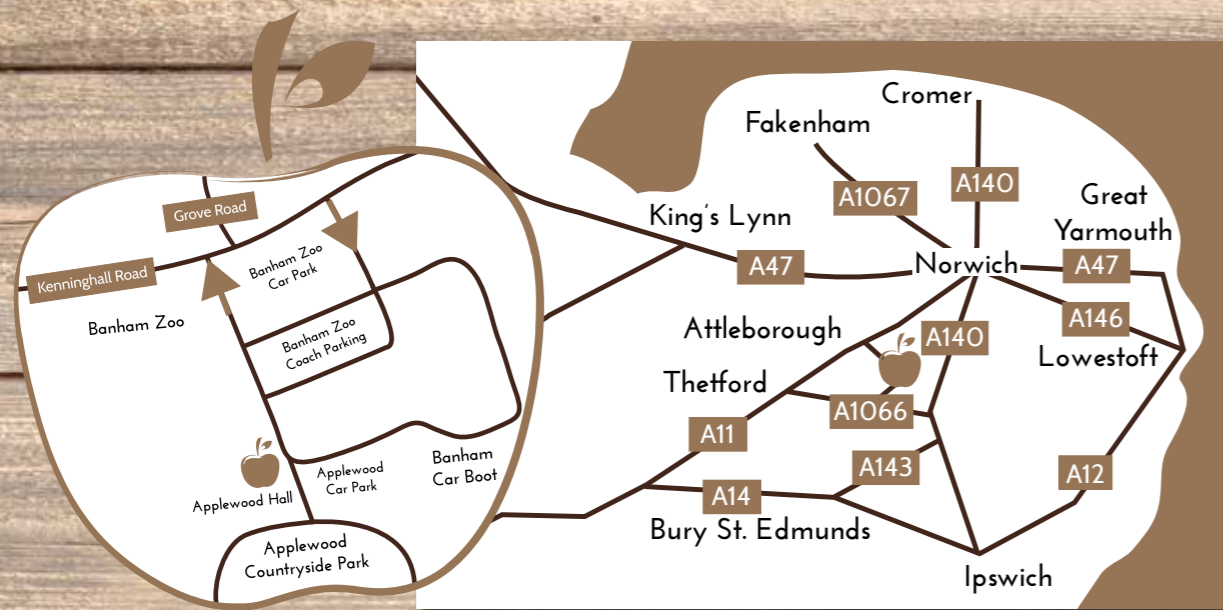 Grove Road
Kenninghall Road
Banham Zoo
Car Park
Banham Zoo
Banham Zoo
Coach Parking
Applewood Hall
Applewood
Car Park
Banham
Car Boot
Applewood
Countryside Park
Cromer
Fakenham
A1067
A140
Great
Yarmouth
King's Lynn
A47
Norwich
A47
A146
Attleborough
A140
Lowestoft
Thetford
A1066
A11
A143
A12
A14
Bury St. Edmunds
Ipswich